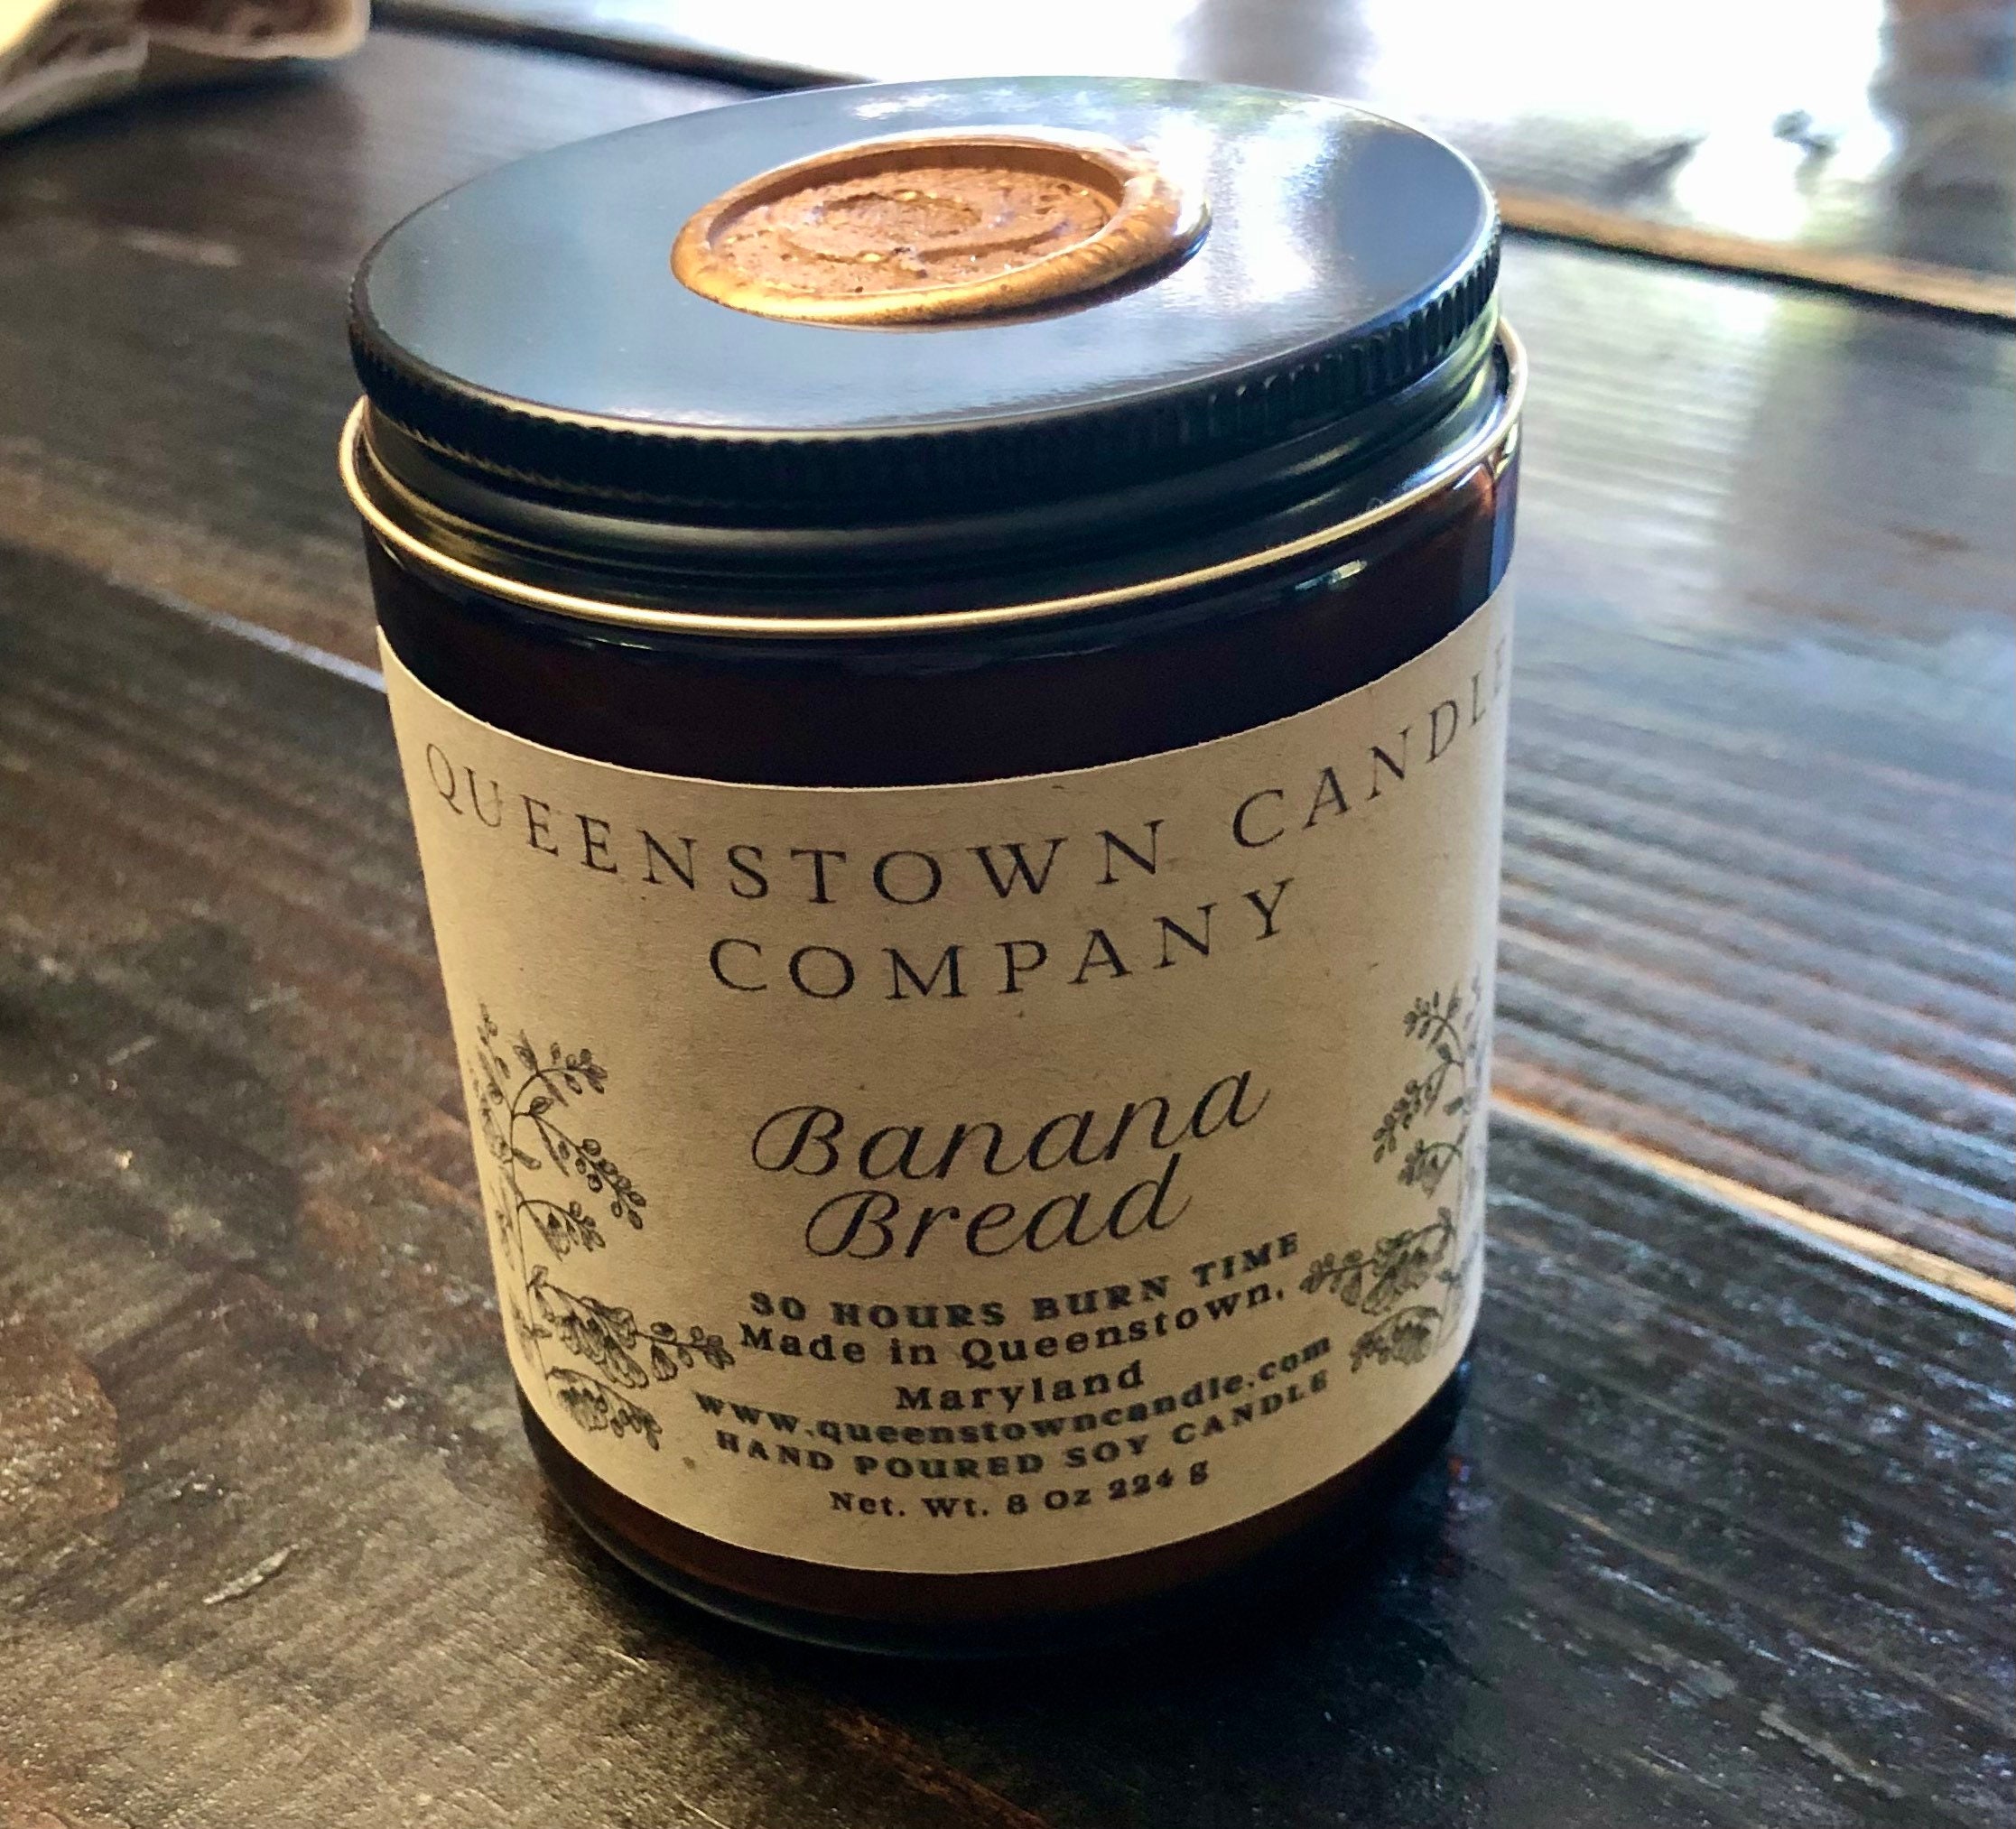 QUEENSTOWN CANDLE
COMPANY
Banana
Bread
30 HOURS BURN TIME
Made in Queenstown,
Maryland
www.queenstowncandle.com
HAND POURED SOY CANDLE
Net. Wt. 8 Oz 224 g